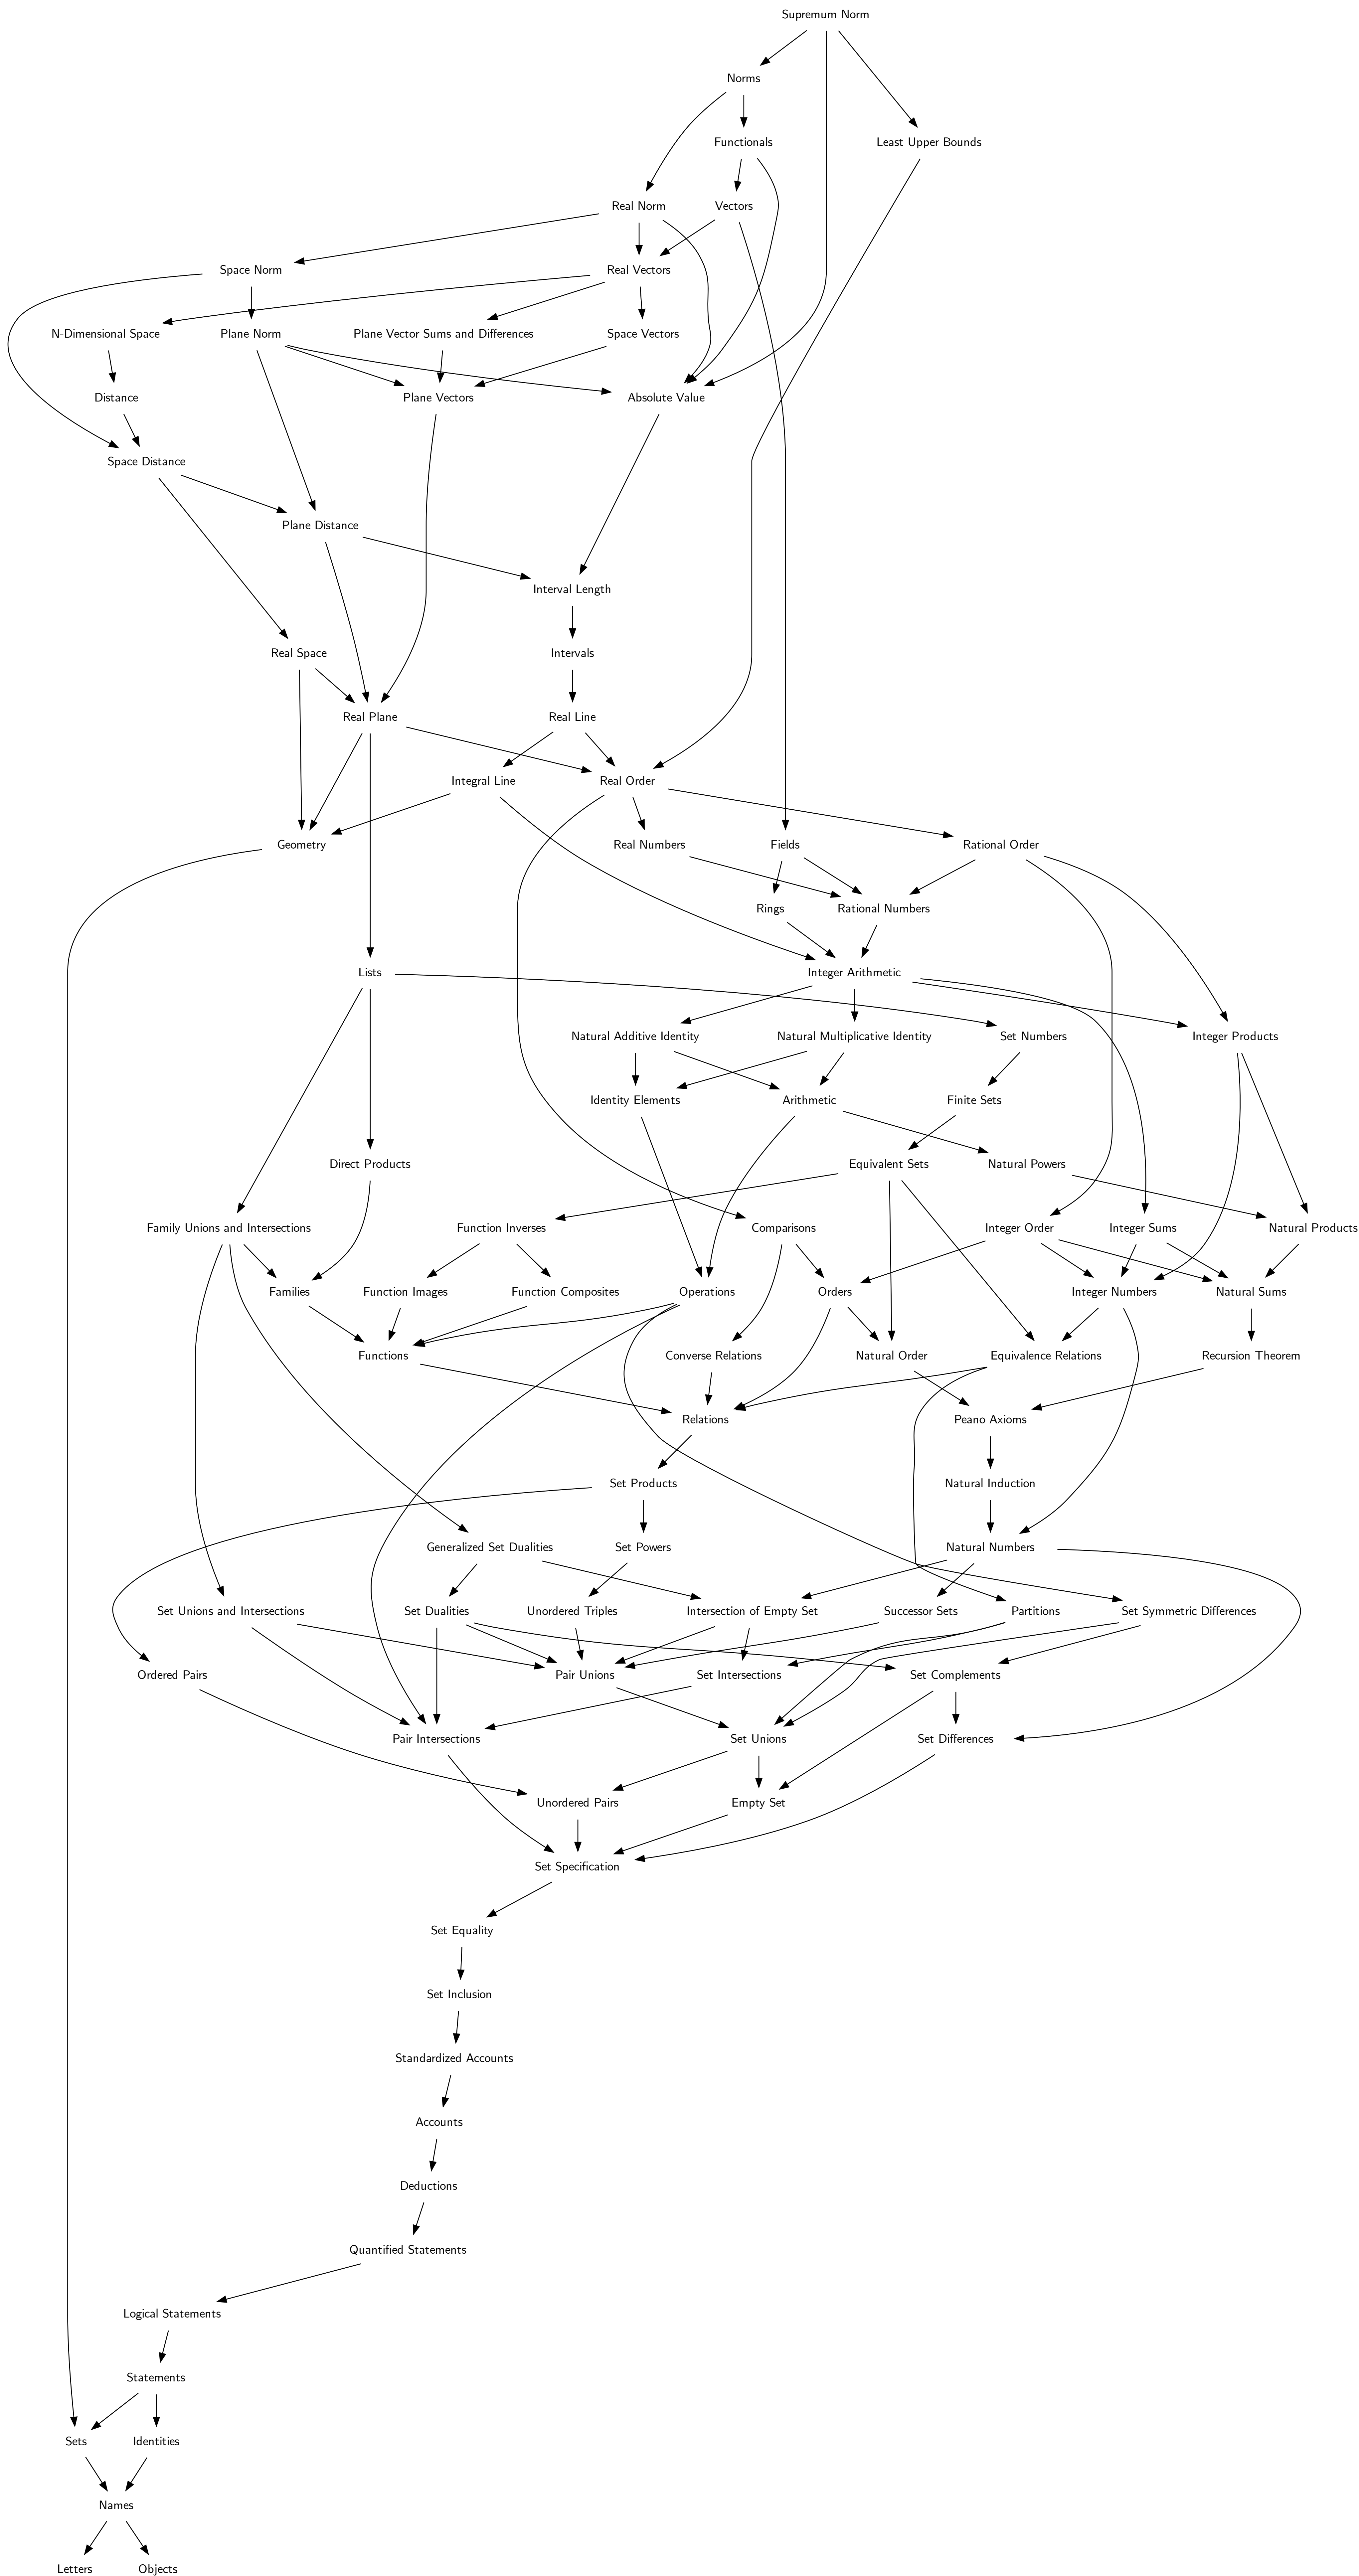 Supremum Norm
Norms
Functionals
Least Upper Bounds
Real Norm
Vectors
Space Norm
Real Vectors
N-Dimensional Space
Plane Norm
Plane Vector Sums and Differences
Space Vectors
Distance
Plane Vectors
Absolute Value
Space Distance
Plane Distance
Interval Length
Real Space
Intervals
Real Plane
Real Line
Integral Line
Real Order
Geometry
Real Numbers
Fields
Rational Order
Rings
Rational Numbers
Lists
Integer Arithmetic
Natural Additive Identity
Natural Multiplicative Identity
Set Numbers
Integer Products
Identity Elements
Arithmetic
Finite Sets
Direct Products
Equivalent Sets
Natural Powers
Family Unions and Intersections
Function Inverses
Comparisons
Integer Order
Integer Sums
Natural Products
Families
Function Images
Function Composites
Operations
Orders
Integer Numbers
Natural Sums
Functions
Converse Relations
Natural Order
Equivalence Relations
Recursion Theorem
Relations
Peano Axioms
Set Products
Natural Induction
Generalized Set Dualities
Set Powers
Natural Numbers
Set Unions and Intersections
Set Dualities
Unordered Triples
Intersection of Empty Set
Successor Sets
Partitions
Set Symmetric Differences
Ordered Pairs
Pair Unions
Set Intersections
Set Complements
Pair Intersections
Set Unions
Set Differences
Unordered Pairs
Empty Set
Set Specification
Set Equality
Set Inclusion
Standardized Accounts
Accounts
Deductions
Quantified Statements
Logical Statements
Statements
Sets
Identities
Names
Letters
Objects